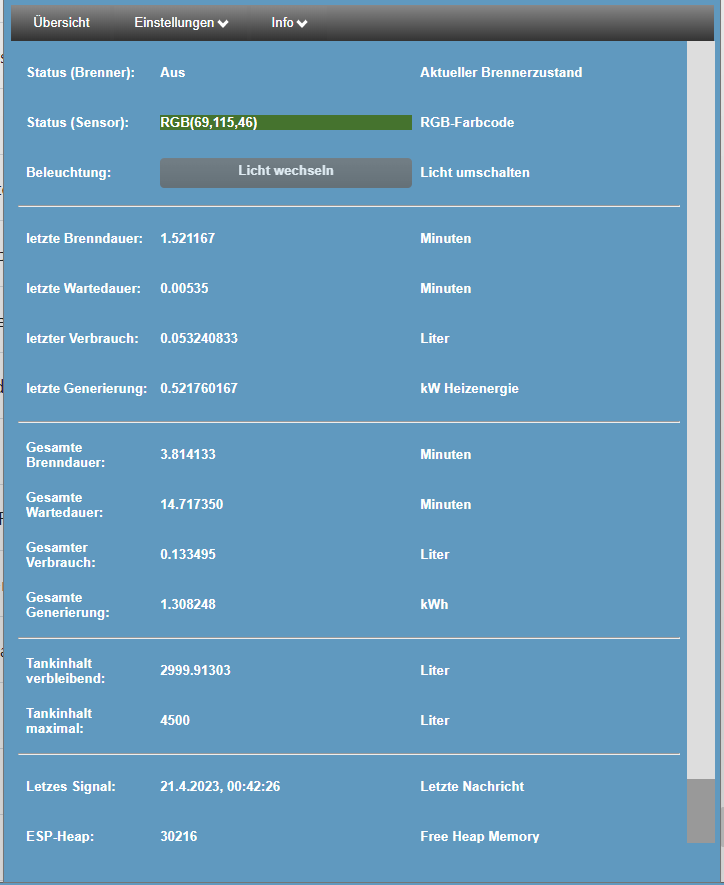 Übersicht Einstellungen Info
Status (Brenner): Aus Aktueller Brennerzustand
Status (Sensor): RGB(69,115,46) RGB-Farbcode
Beleuchtung: Licht wechseln Licht umschalten
letzte Brenndauer: 1.521167 Minuten
letzte Wartedauer: 0.00535 Minuten
letzter Verbrauch: 0.053240833 Liter
letzte Generierung: 0.521760167 kW Heizenergie
Gesamte
Brenndauer: 3.814133 Minuten
Gesamte
Wartedauer: 14.717350 Minuten
Gesamter
Verbrauch: 0.133495 Liter
Gesamte
Generierung: 1.308248 kWh
Tankinhalt
verbleibend: 2999.91303 Liter
Tankinhalt
maximal: 4500 Liter
Letzes Signal: 21.4.2023, 00:42:26 Letzte Nachricht
ESP-Heap: 30216 Free Heap Memory